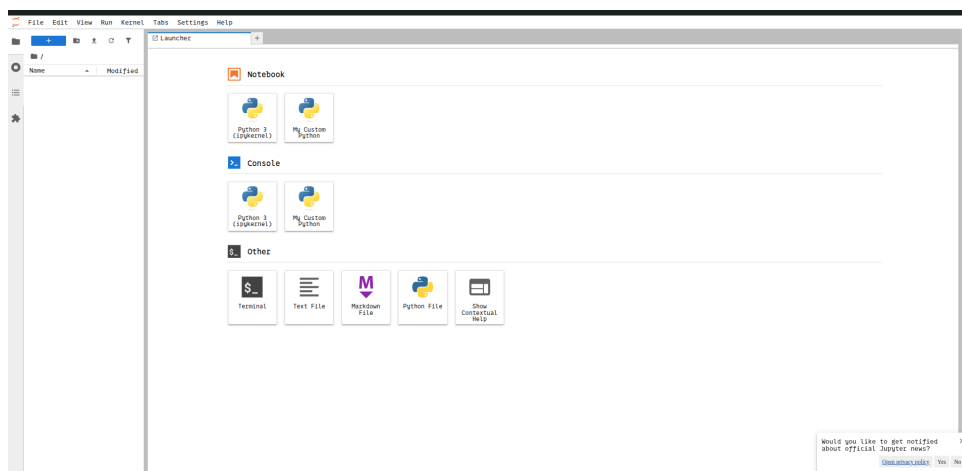 File Edit View Run Kernel Tabs Settings Help
+
/
Name Modified
Launcher +
Notebook
Python 3
(ipykernel)
My Custom
Python
>_ Console
Python 3
(ipykernel)
My Custom
Python
$_ Other
$_
Terminal
Text File
M
Markdown
File
Python File
Show
Contextual
Help
Would you like to get notified
about official Jupyter news?
Open privacy policy Yes No